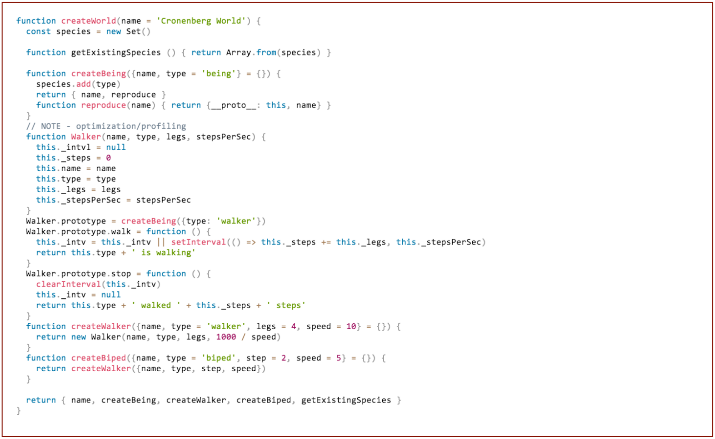 function createWorld(name = 'Cronenberg World') {
  const species = new Set()

  function getExistingSpecies () { return Array.from(species) }

  function createBeing({name, type = 'being'} = {}) {
    species.add(type)
    return { name, reproduce }
    function reproduce(name) { return {__proto__: this, name} }
  }
  // NOTE - optimization/profiling
  function Walker(name, type, legs, stepsPerSec) {
    this._intvl = null
    this._steps = 0
    this.name = name
    this.type = type
    this._legs = legs
    this._stepsPerSec = stepsPerSec
  }
  Walker.prototype = createBeing({type: 'walker'})
  Walker.prototype.walk = function () {
    this._intv = this._intv || setInterval(() => this._steps += this._legs, this._stepsPerSec)
    return this.type + ' is walking'
  }
  Walker.prototype.stop = function () {
    clearInterval(this._intv)
    this._intv = null
    return this.type + ' walked ' + this._steps + ' steps'
  }
  function createWalker({name, type = 'walker', legs = 4, speed = 10} = {}) {
    return new Walker(name, type, legs, 1000 / speed)
  }
  function createBiped({name, type = 'biped', step = 2, speed = 5} = {}) {
    return createWalker({name, type, step, speed})
  }

  return { name, createBeing, createWalker, createBiped, getExistingSpecies }
}